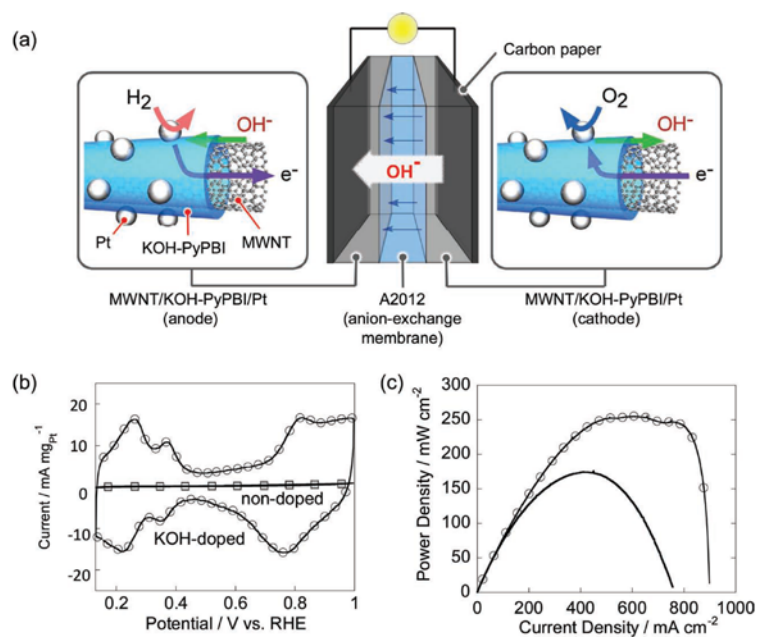 (a)
Carbon paper
H2
OH-
e-
Pt
KOH-PyPBI
MWNT
OH-
O2
OH-
e-
MWNT/KOH-PyPBI/Pt
(anode)
A2012
(anion-exchange
membrane)
MWNT/KOH-PyPBI/Pt
(cathode)
(b)
Current / mA mgPt-1
20
10
0
-10
-20
non-doped
KOH-doped
0.2
0.4
0.6
0.8
1
Potential / V vs. RHE
(c)
Power Density / mW cm-2
300
250
200
150
100
50
0
0
200
400
600
800
1000
Current Density / mA cm-2